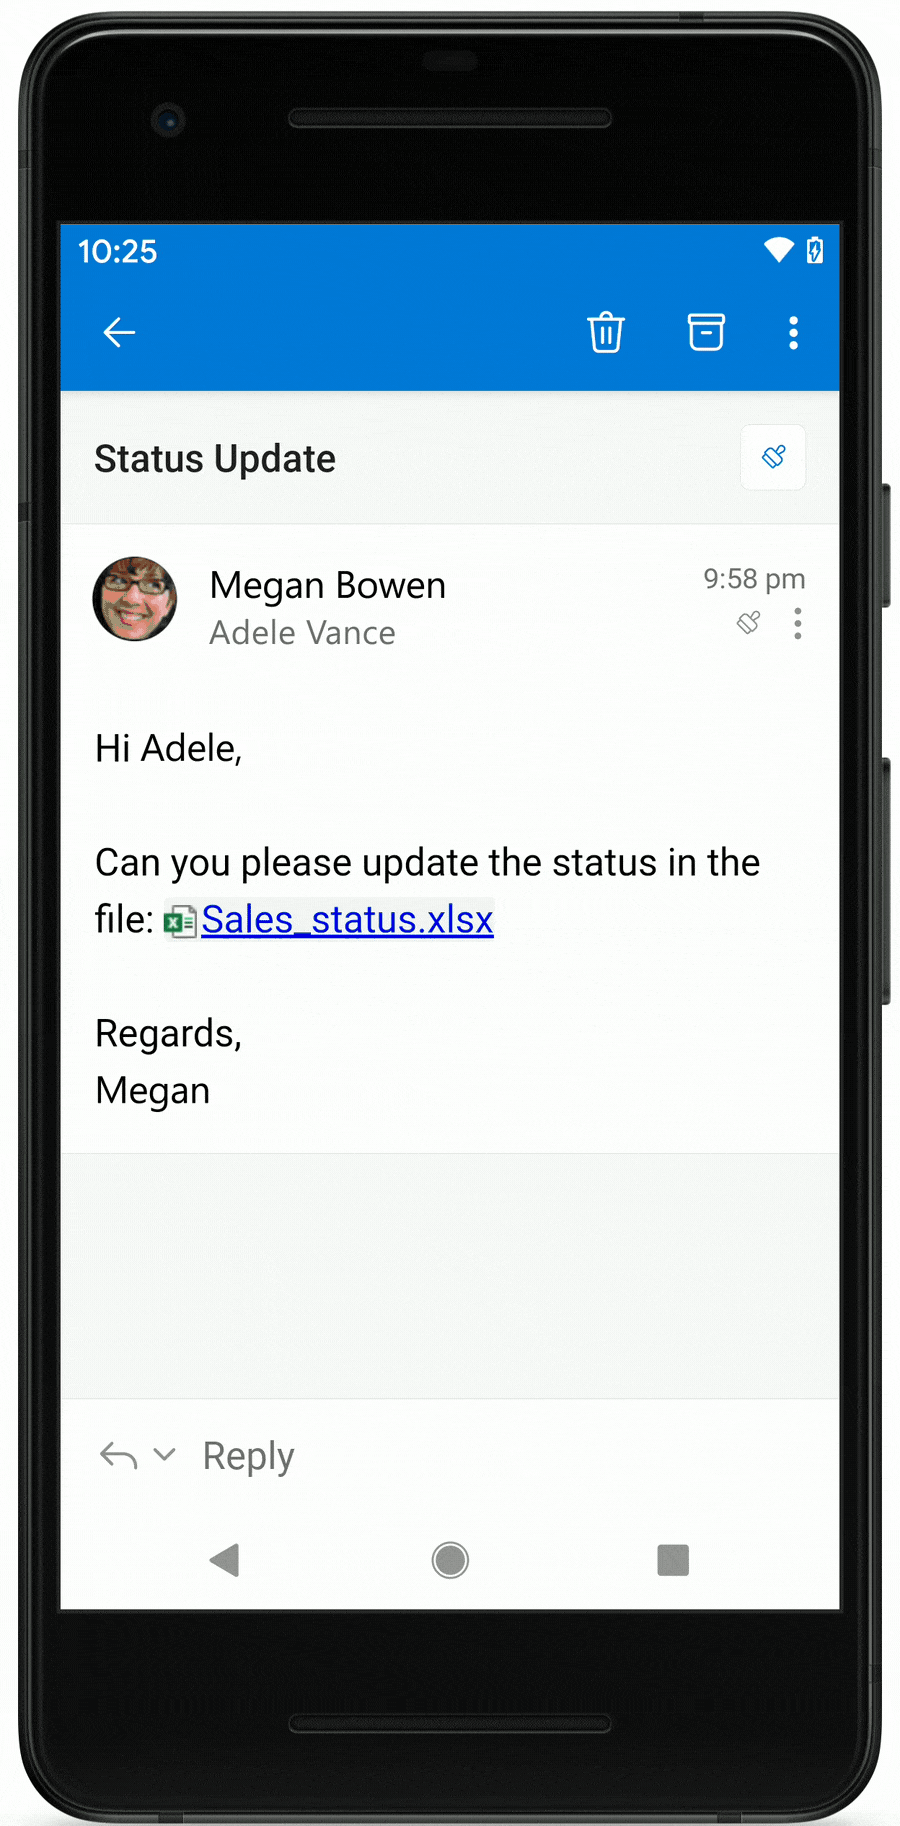 10:25
Status Update
Megan Bowen
9:58 pm
Adele Vance
Hi Adele,
Can you please update the status in the
file: Sales_status.xlsx
Regards,
Megan
Reply